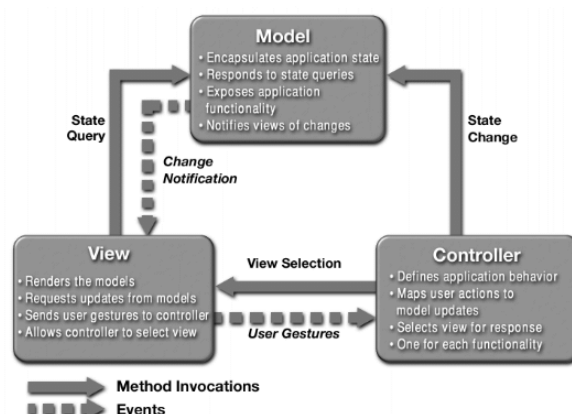 Model
• Encapsulates application state
• Responds to state queries
• Exposes application
functionality
• Notifies views of changes
State
Query
Change
Notification
State
Change
View
• Renders the models
• Requests updates from models
• Sends user gestures to controller
• Allows controller to select view
View Selection
User Gestures
Controller
• Defines application behavior
• Maps user actions to
model updates
• Selects view for response
• One for each functionality
Method Invocations
Events